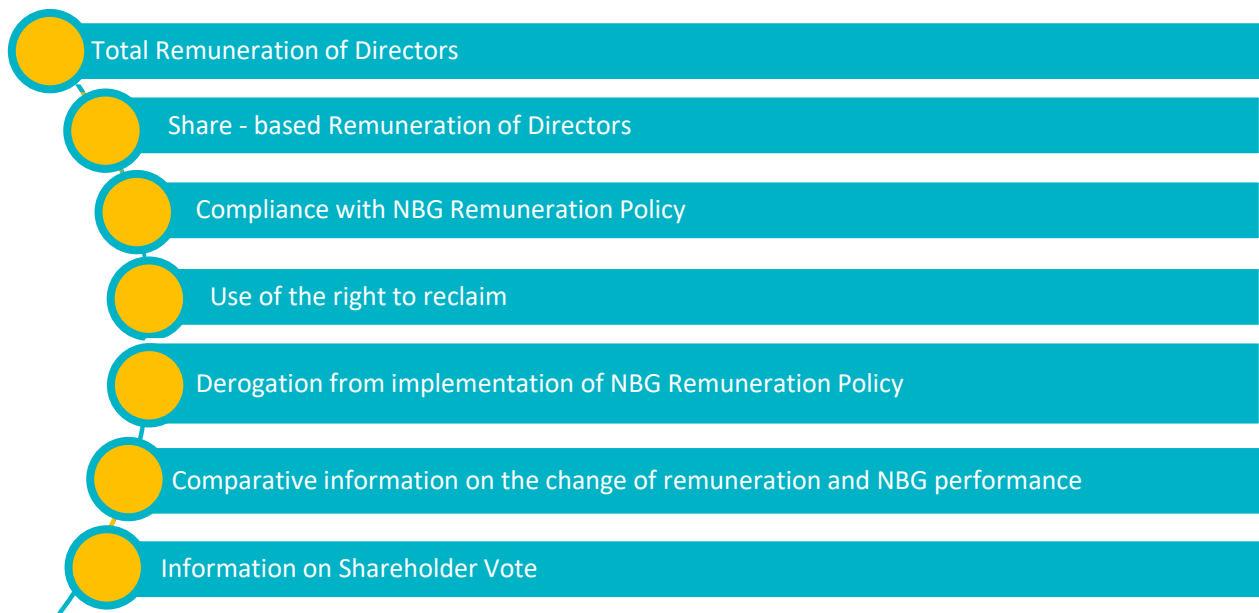 Total Remuneration of Directors
Share - based Remuneration of Directors
Compliance with NBG Remuneration Policy
Use of the right to reclaim
Derogation from implementation of NBG Remuneration Policy
Comparative information on the change of remuneration and NBG performance
Information on Shareholder Vote